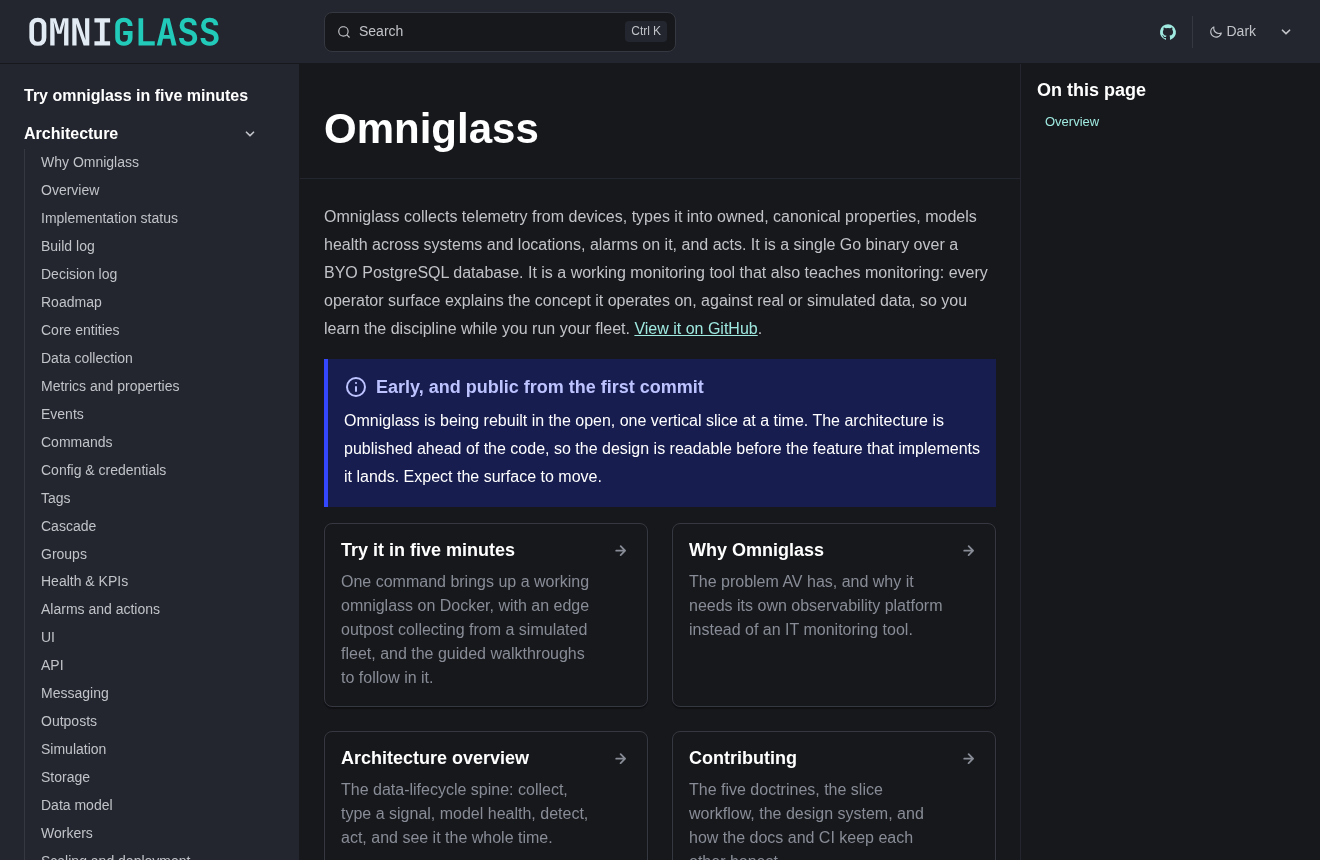 OMNIGLASS
Search
Ctrl K
Dark
Try omniglass in five minutes
Architecture
Why Omniglass
Overview
Implementation status
Build log
Decision log
Roadmap
Core entities
Data collection
Metrics and properties
Events
Commands
Config & credentials
Tags
Cascade
Groups
Health & KPIs
Alarms and actions
UI
API
Messaging
Outposts
Simulation
Storage
Data model
Workers
Scaling and deployment
Omniglass
Omniglass collects telemetry from devices, types it into owned, canonical properties, models
health across systems and locations, alarms on it, and acts. It is a single Go binary over a
BYO PostgreSQL database. It is a working monitoring tool that also teaches monitoring: every
operator surface explains the concept it operates on, against real or simulated data, so you
learn the discipline while you run your fleet. View it on GitHub.
Early, and public from the first commit
Omniglass is being rebuilt in the open, one vertical slice at a time. The architecture is
published ahead of the code, so the design is readable before the feature that implements
it lands. Expect the surface to move.
Try it in five minutes
One command brings up a working
omniglass on Docker, with an edge
outpost collecting from a simulated
fleet, and the guided walkthroughs
to follow in it.
Why Omniglass
The problem AV has, and why it
needs its own observability platform
instead of an IT monitoring tool.
Architecture overview
The data-lifecycle spine: collect,
type a signal, model health, detect,
act, and see it the whole time.
Contributing
The five doctrines, the slice
workflow, the design system, and
how the docs and CI keep each
other honest.
On this page
Overview